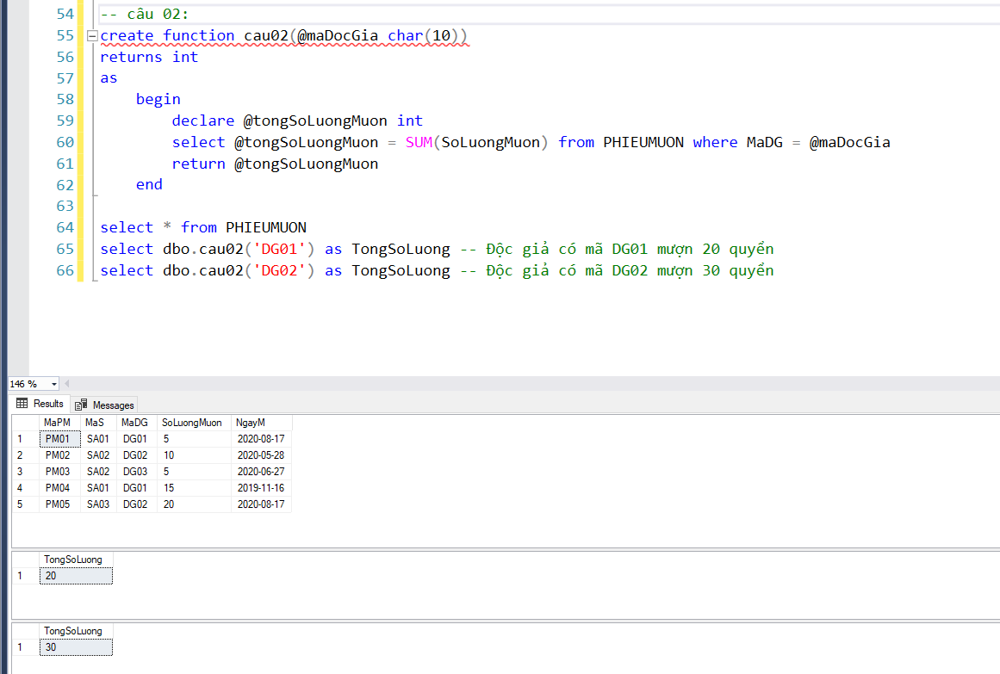 54 -- câu 02:
55 create function cau02(@maDocGia char(10))
56 returns int
57 as
58 begin
59 declare @tongSoLuongMuon int
60 select @tongSoLuongMuon = SUM(SoLuongMuon) from PHIEUMUON where MaDG = @maDocGia
61 return @tongSoLuongMuon
62 end
63
64 select * from PHIEUMUON
65 select dbo.cau02('DG01') as TongSoLuong -- Độc giả có mã DG01 mượn 20 quyển
66 select dbo.cau02('DG02') as TongSoLuong -- Độc giả có mã DG02 mượn 30 quyển
146 %
Results Messages
MaPM MaS MaDG SoLuongMuon NgayM
1 PM01 SA01 DG01 5 2020-08-17
2 PM02 SA02 DG02 10 2020-05-28
3 PM03 SA02 DG03 5 2020-06-27
4 PM04 SA01 DG01 15 2019-11-16
5 PM05 SA03 DG02 20 2020-08-17
TongSoLuong
1 20
TongSoLuong
1 30